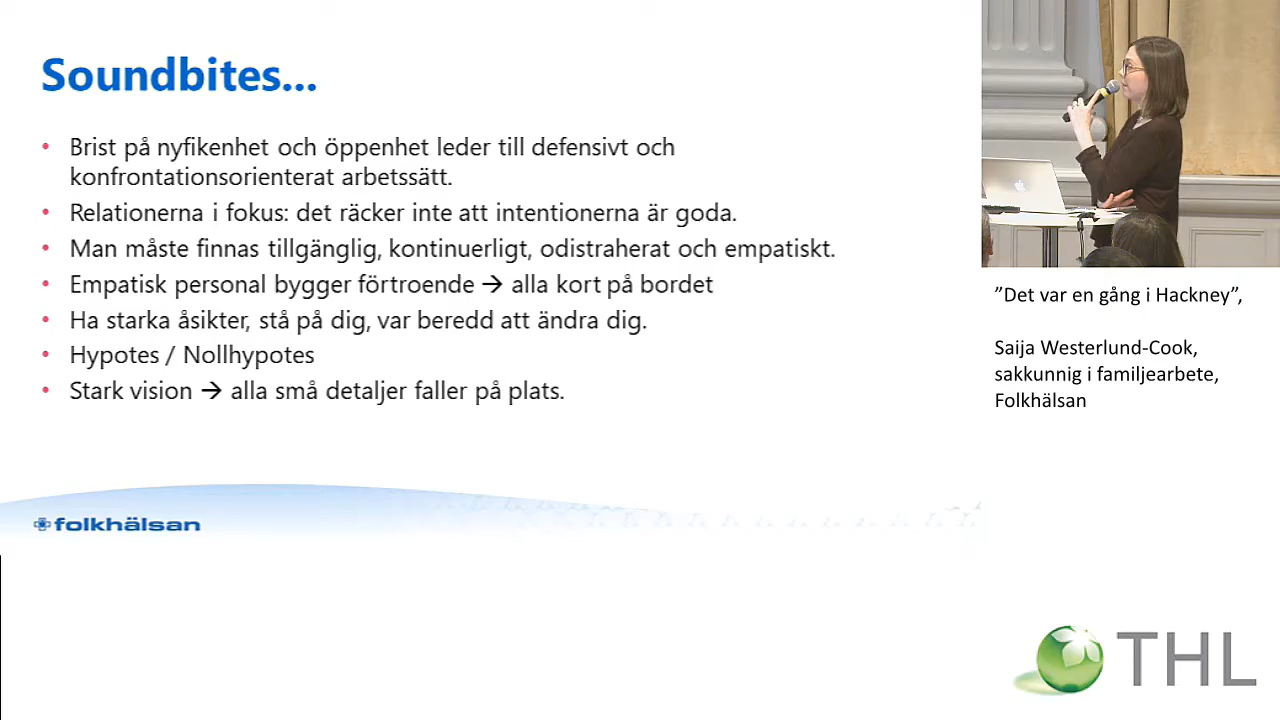 Soundbites...
• Brist på nyfikenhet och öppenhet leder till defensivt och
konfrontationsorienterat arbetssätt.
• Relationerna i fokus: det räcker inte att intentionerna är goda.
• Man måste finnas tillgänglig, kontinuerligt, odistraherat och empatiskt.
• Empatisk personal bygger förtroende → alla kort på bordet
• Ha starka åsikter, stå på dig, var beredd att ändra dig.
• Hypotes / Nollhypotes
• Stark vision → alla små detaljer faller på plats.
folkhälsan
”Det var en gång i Hackney”,
Saija Westerlund-Cook,
sakkunnig i familjearbete,
Folkhälsan
THL